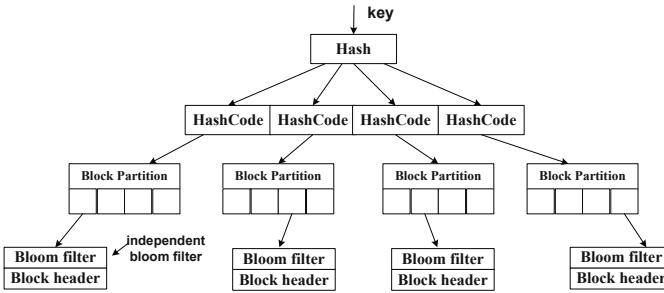 key
Hash
HashCode HashCode HashCode HashCode
Block Partition Block Partition Block Partition Block Partition
independent
bloom filter
Bloom filter Bloom filter Bloom filter Bloom filter
Block header Block header Block header Block header